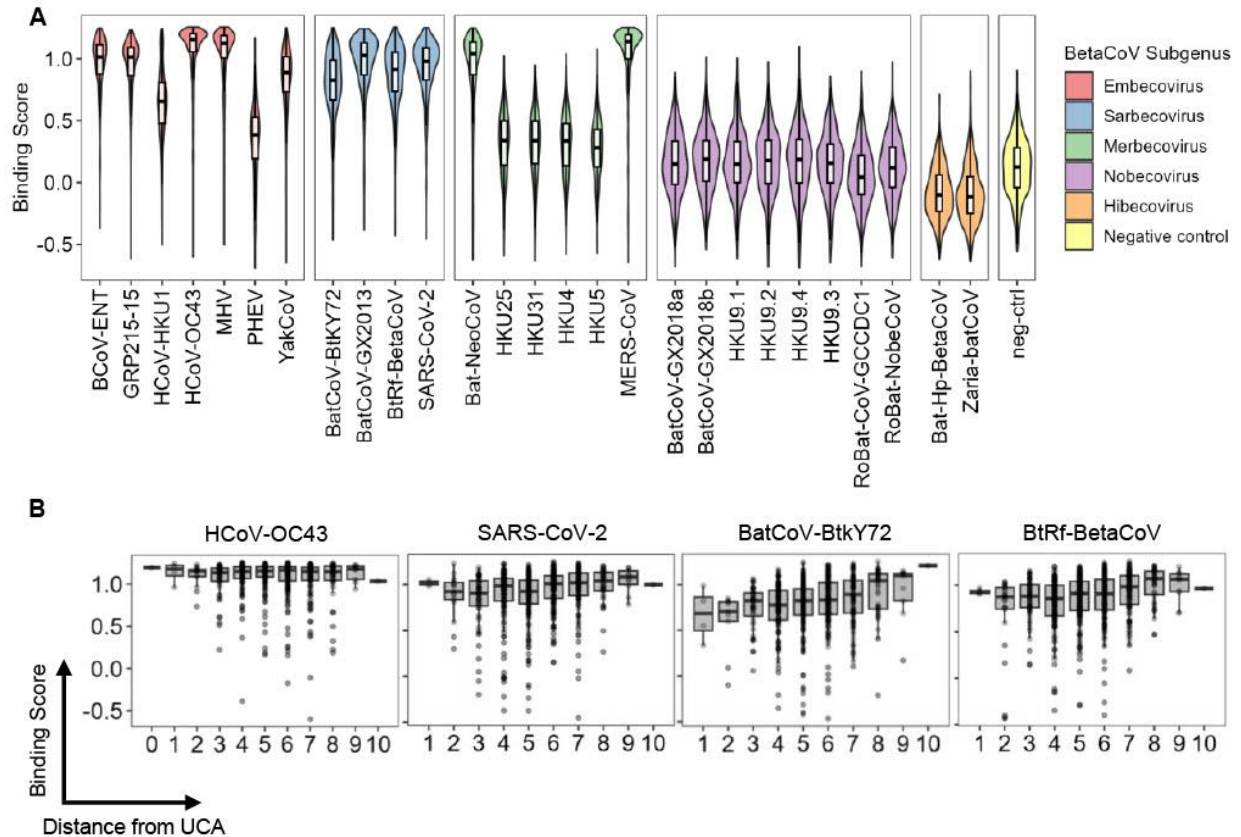 A
Binding Score
1.0
0.5
0.0
-0.5
BCoV-ENT
GRP215-15
HCoV-HKU1
HCoV-OC43
MHV
PHEV
YakCoV
BatCoV-BtKY72
BatCoV-GX2013
BtRf-BetaCoV
SARS-CoV-2
Bat-NeoCoV
HKU25
HKU31
HKU4
HKU5
MERS-CoV
BatCoV-GX2018a
BatCoV-GX2018b
HKU9.1
HKU9.2
HKU9.4
HKU9.3
RoBat-CoV-GCCDC1
RoBat-NobeCoV
Bat-Hp-BetaCoV
Zaria-batCoV
neg-ctrl
BetaCoV Subgenus
Embecovirus
Sarbecovirus
Merbecovirus
Nobecovirus
Hibecovirus
Negative control
B
HCoV-OC43 SARS-CoV-2 BatCoV-BtkY72 BtRf-BetaCoV
Binding Score
1.0
0.5
0.0
-0.5
0 1 2 3 4 5 6 7 8 9 10 1 2 3 4 5 6 7 8 9 10 1 2 3 4 5 6 7 8 9 10 1 2 3 4 5 6 7 8 9 10
Distance from UCA